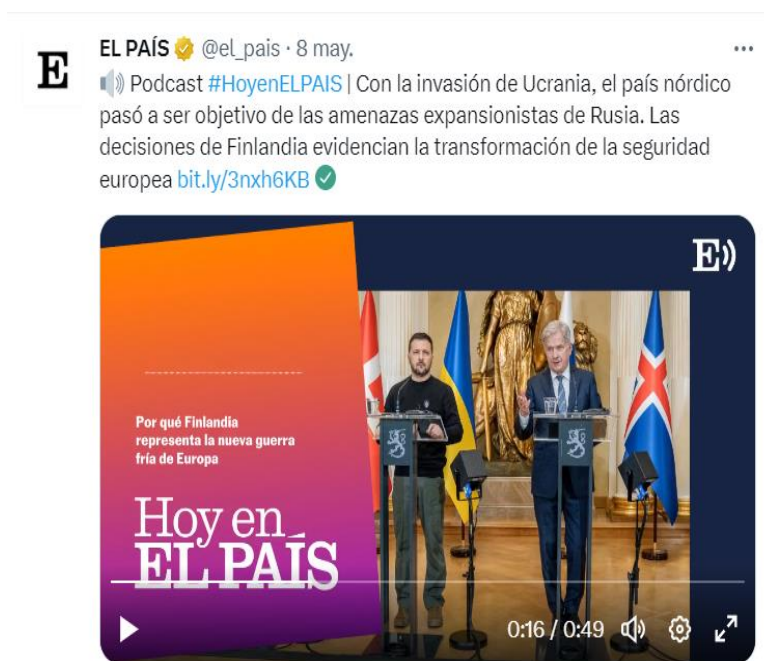 E
EL PAÍS @el_pais · 8 may.
Podcast #HoyenELPAIS | Con la invasión de Ucrania, el país nórdico
pasó a ser objetivo de las amenazas expansionistas de Rusia. Las
decisiones de Finlandia evidencian la transformación de la seguridad
europea bit.ly/3nxh6KB
E
Por qué Finlandia
representa la nueva guerra
fría de Europa
Hoy en
EL PAÍS
0:16 / 0:49